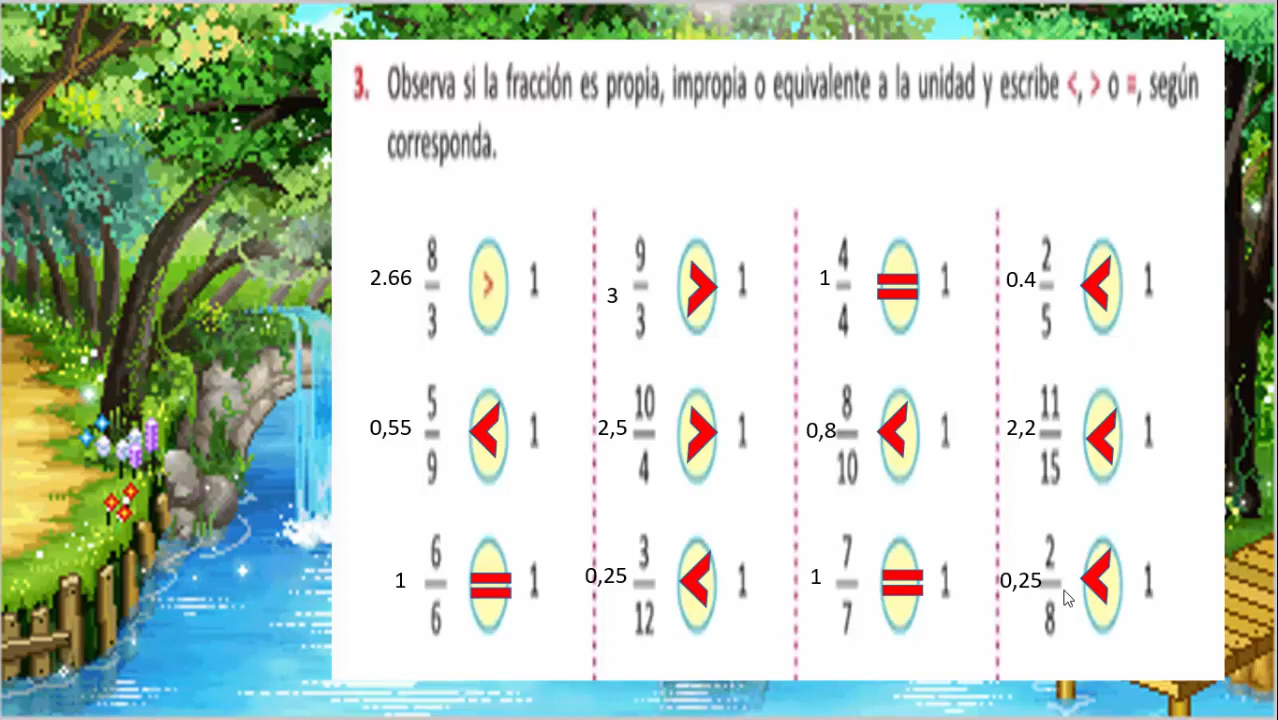 3. Observa si la fracción es propia, impropia o equivalente a la unidad y escribe <, > o =, según
corresponda.
2.66 8/3 > 1
3 9/3 > 1
1 4/4 = 1
0.4 2/5 < 1
0,55 5/9 < 1
2,5 10/4 > 1
0,8 8/10 < 1
2,2 11/15 < 1
1 6/6 = 1
0,25 3/12 < 1
1 7/7 = 1
0,25 2/8 < 1